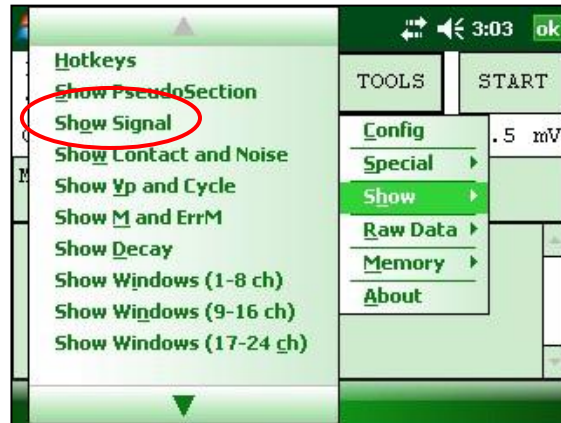 3:03 ok
Hotkeys
Show PseudoSection
Show Signal
Show Contact and Noise
Show Vp and Cycle
Show M and ErrM
Show Decay
Show Windows (1-8 ch)
Show Windows (9-16 ch)
Show Windows (17-24 ch)
TOOLS
START
Config
Special
Show
Raw Data
Memory
About
.5 mV